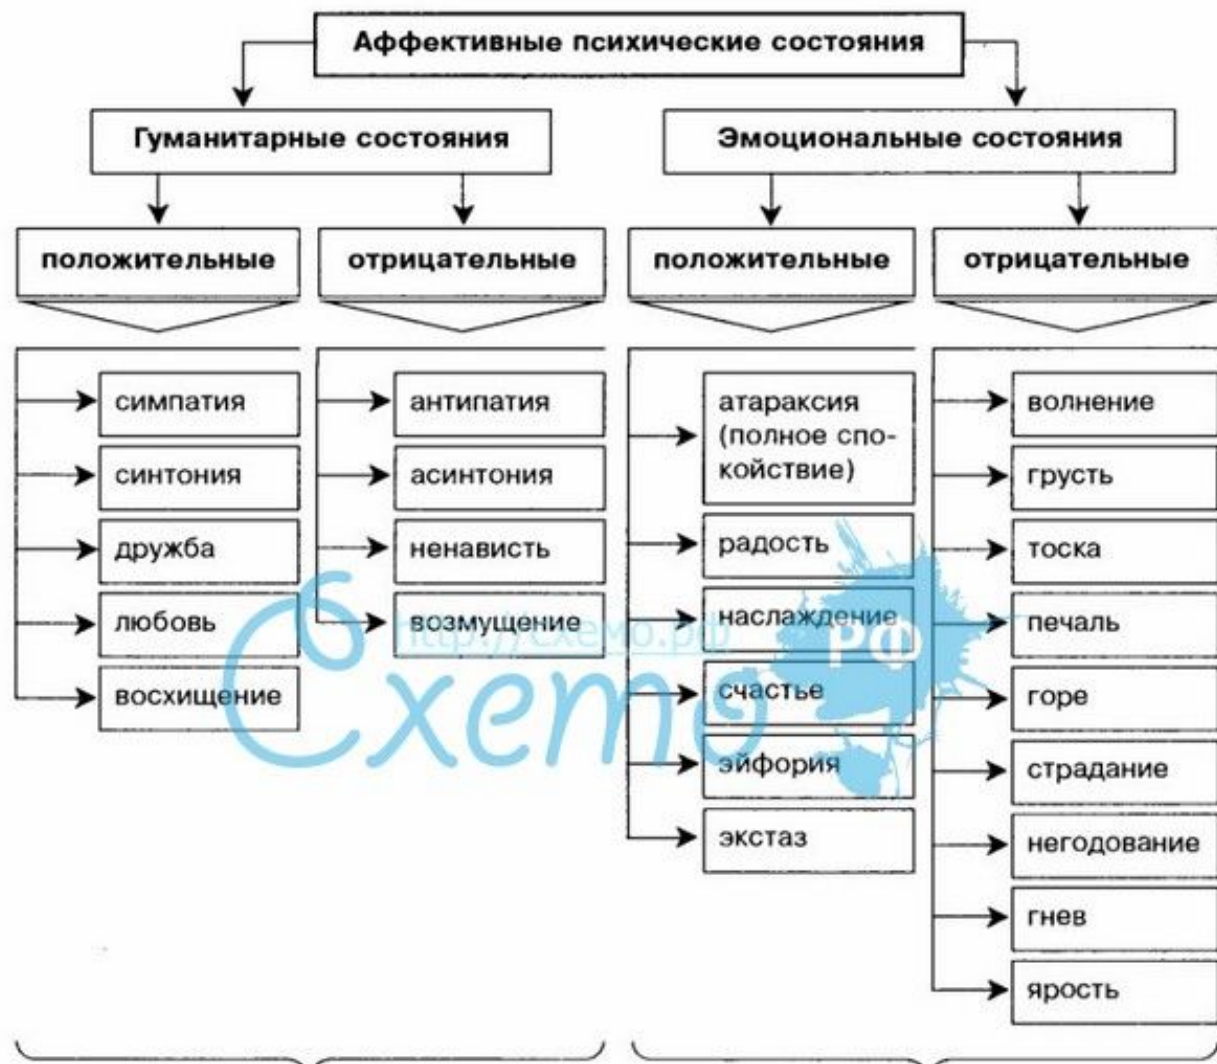 Аффективные психические состояния
Гуманитарные состояния
Эмоциональные состояния
положительные
отрицательные
положительные
отрицательные
симпатия
синтония
дружба
любовь
восхищение
антипатия
асинтония
ненависть
возмущение
атараксия
(полное спо-
койствие)
радость
наслаждение
счастье
эйфория
экстаз
волнение
грусть
тоска
печаль
горе
страдание
негодование
гнев
ярость
http://Схемо.рф
Схемо
РФ